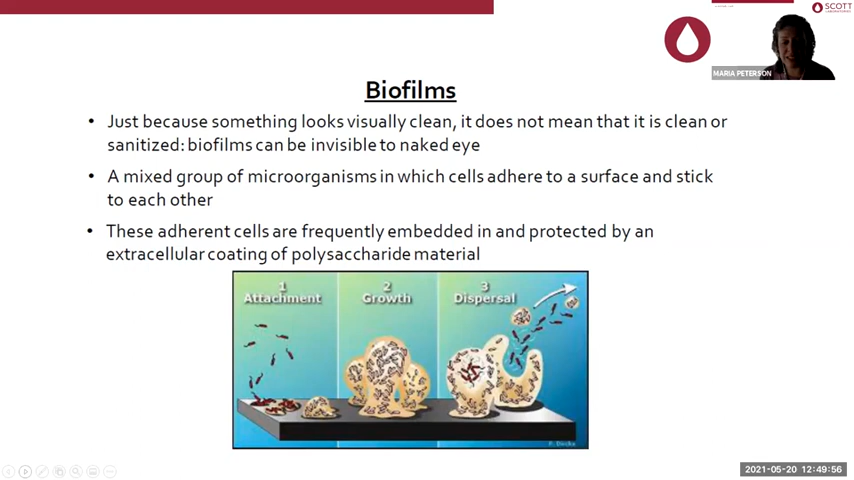 SCOTT
LABORATORIES
MARIA PETERSON
Biofilms
• Just because something looks visually clean, it does not mean that it is clean or
sanitized: biofilms can be invisible to naked eye
• A mixed group of microorganisms in which cells adhere to a surface and stick
to each other
• These adherent cells are frequently embedded in and protected by an
extracellular coating of polysaccharide material
1
Attachment
2
Growth
3
Dispersal
P. Dirckx
2021-05-20 12:49:56